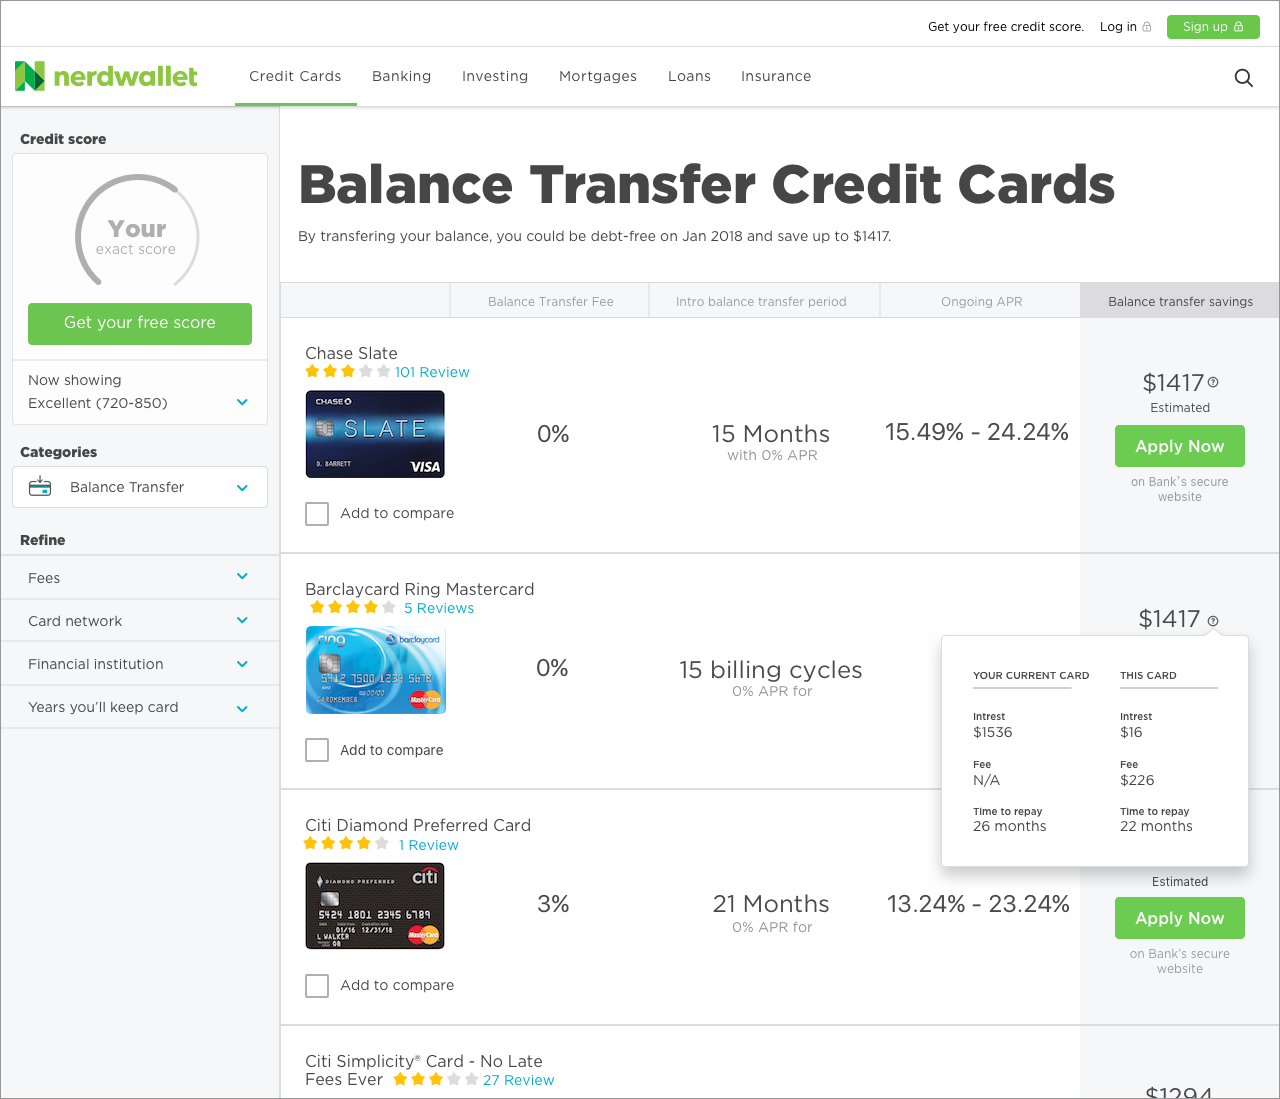 Get your free credit score. Log in Sign up
nerdwallet Credit Cards Banking Investing Mortgages Loans Insurance
Credit score
Your
exact score
Get your free score
Now showing
Excellent (720-850)
Categories
Balance Transfer
Refine
Fees
Card network
Financial institution
Years you'll keep card
Balance Transfer Credit Cards
By transfering your balance, you could be debt-free on Jan 2018 and save up to $1417.
Balance Transfer Fee Intro balance transfer period Ongoing APR Balance transfer savings
Chase Slate
101 Review
CHASE
SLATE
D. BARRETT
VISA
0%
15 Months
with 0% APR
15.49% - 24.24%
$1417
Estimated
Apply Now
on Bank's secure
website
Add to compare
Barclaycard Ring Mastercard
5 Reviews
ring barclaycard
5412 7500 1234 5678
00/00
CARDMEMBER
MasterCard
0%
15 billing cycles
0% APR for
$1417
Add to compare
YOUR CURRENT CARD THIS CARD
Intrest Intrest
$1536 $16
Fee Fee
N/A $226
Time to repay Time to repay
26 months 22 months
Citi Diamond Preferred Card
1 Review
DIAMOND PREFERRED citi
5424 1801 2345 6789
01/16 12/31/18
L WALKER
08
MasterCard
3%
21 Months
0% APR for
13.24% - 23.24%
Estimated
Apply Now
on Bank's secure
website
Add to compare
Citi Simplicity® Card - No Late
Fees Ever 27 Review
$1294